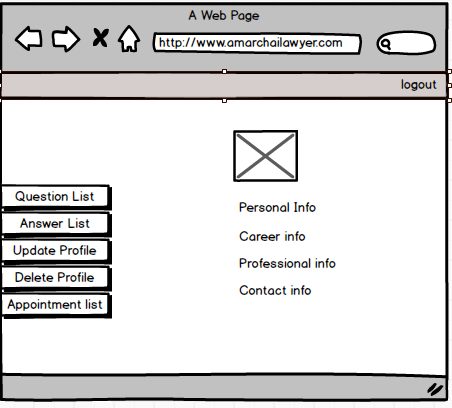 A Web Page
http://www.amarchailawyer.com
logout
Question List
Answer List
Update Profile
Delete Profile
Appointment list
Personal Info
Career info
Professional info
Contact info